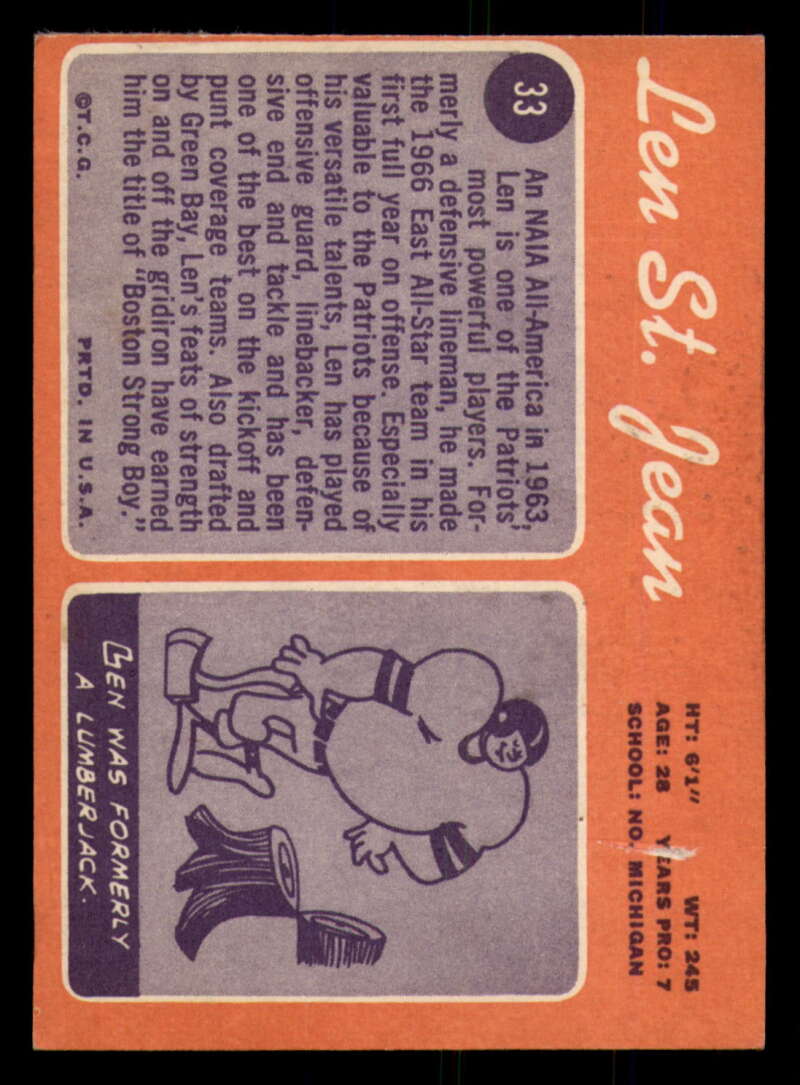 Len St. Jean
HT: 6'1" WT: 245
AGE: 28 YEARS PRO: 7
SCHOOL: NO. MICHIGAN
33
An NAIA All-America in 1963,
Len is one of the Patriots'
most powerful players. For-
merly a defensive lineman, he made
the 1966 East All-Star team in his
first full year on offense. Especially
valuable to the Patriots because of
his versatile talents, Len has played
offensive guard, linebacker, defen-
sive end and tackle and has been
one of the best on the kickoff and
punt coverage teams. Also drafted
by Green Bay, Len's feats of strength
on and off the gridiron have earned
him the title of "Boston Strong Boy."
©T.C.G. PRTD. IN U.S.A.
LEN WAS FORMERLY
A LUMBERJACK.